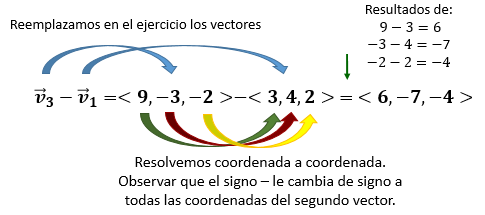 Reemplazamos en el ejercicio los vectores
Resultados de:
9 − 3 = 6
−3 − 4 = −7
−2 − 2 = −4
v⃗₃ − v⃗₁ =< 9, −3, −2 >−< 3, 4, 2 > =< 6, −7, −4 >
Resolvemos coordenada a coordenada.
Observar que el signo – le cambia de signo a
todas las coordenadas del segundo vector.